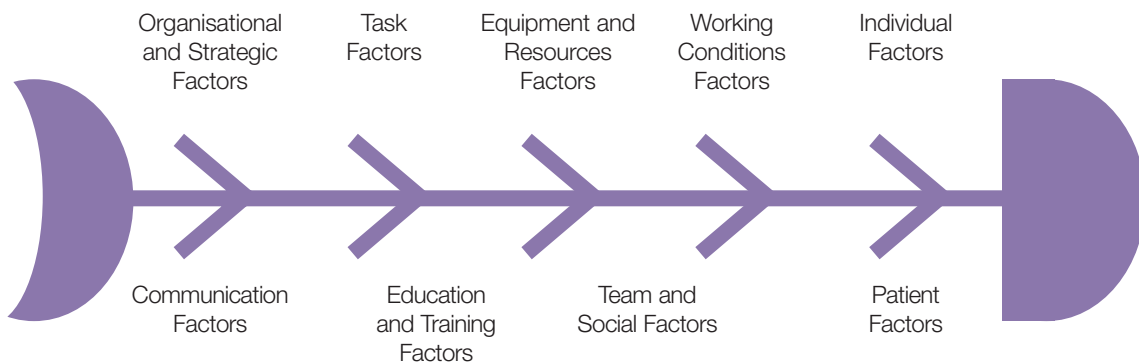 Organisational
and Strategic
Factors
Task
Factors
Equipment and
Resources
Factors
Working
Conditions
Factors
Individual
Factors
Communication
Factors
Education
and Training
Factors
Team and
Social Factors
Patient
Factors